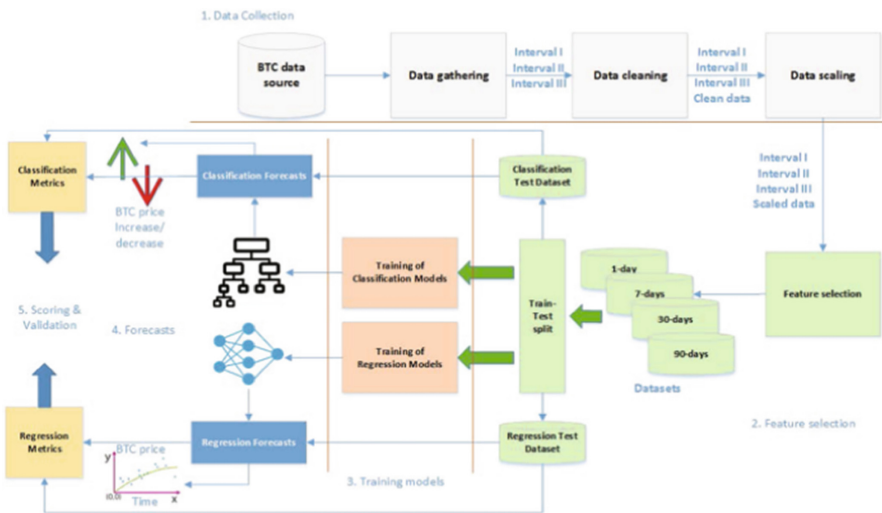 1. Data Collection
BTC data
source
Data gathering
Interval I
Interval II
Interval III
Data cleaning
Interval I
Interval II
Interval III
Clean data
Data scaling
Classification
Metrics
Classification Forecasts
Classification
Test Dataset
Interval I
Interval II
Interval III
Scaled data
BTC price
Increase/
decrease
Training of
Classification Models
Train-
Test
split
1-day
7-days
30-days
90-days
Feature selection
5. Scoring &
Validation
4. Forecasts
Training of
Regression Models
Datasets
2. Feature selection
Regression
Metrics
Regression Forecasts
Regression Test
Dataset
BTC price
y
(0,0)
Time
x
3. Training models